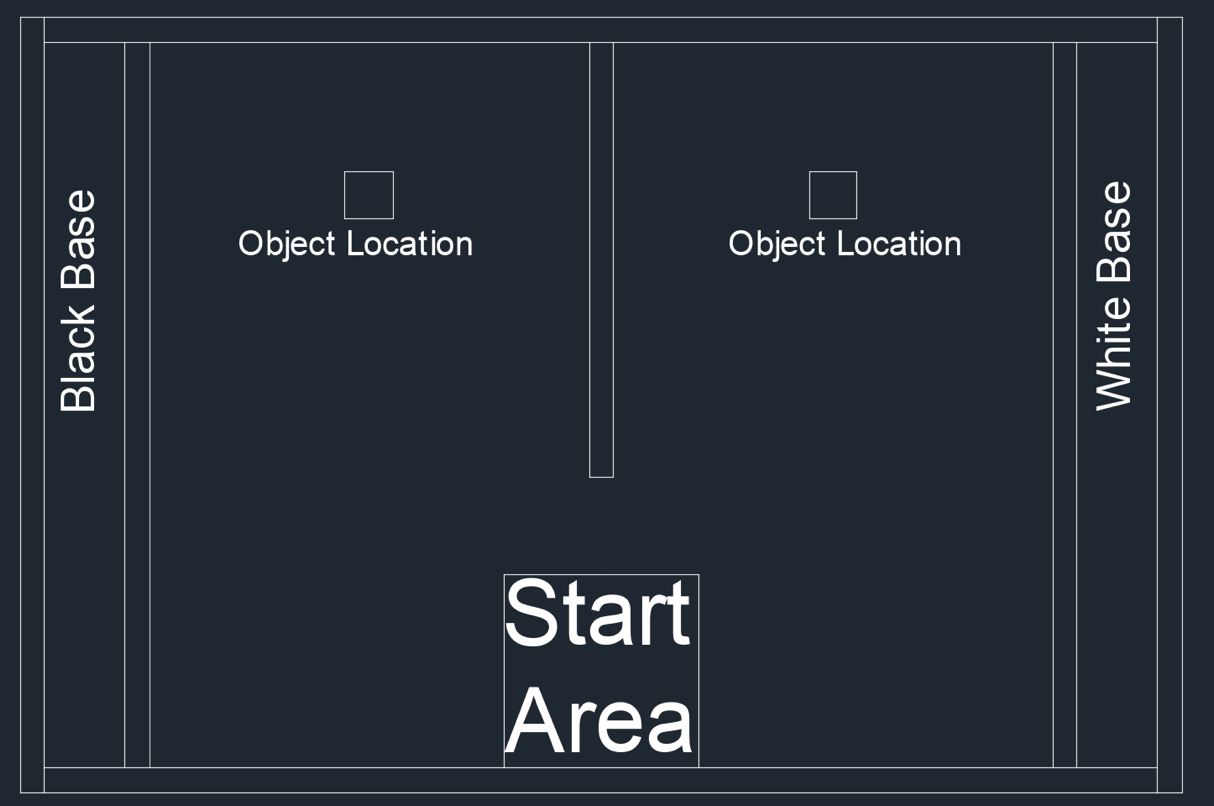 Black Base
Object Location
Object Location
White Base
Start
Area